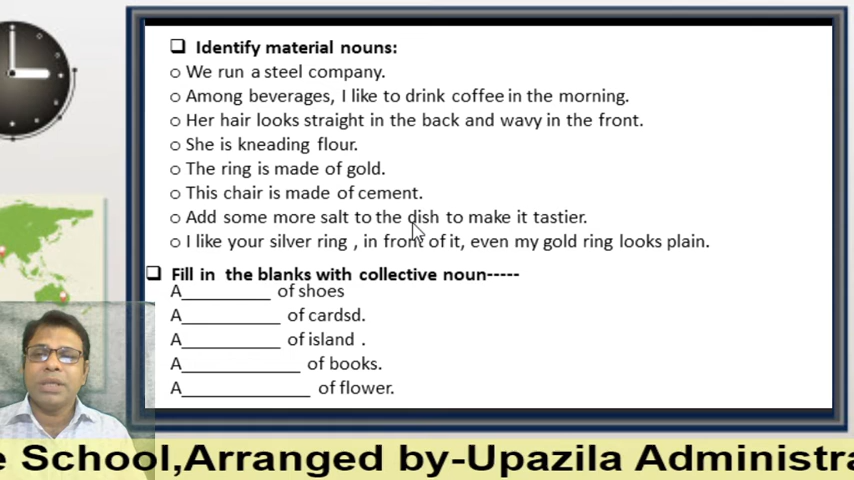 Identify material nouns:
We run a steel company.
Among beverages, I like to drink coffee in the morning.
Her hair looks straight in the back and wavy in the front.
She is kneading flour.
The ring is made of gold.
This chair is made of cement.
Add some more salt to the dish to make it tastier.
I like your silver ring , in front of it, even my gold ring looks plain.
Fill in the blanks with collective noun-----
A__________ of shoes
A___________ of cardsd.
A___________ of island .
A_____________ of books.
A______________ of flower.
e School,Arranged by-Upazila Administra